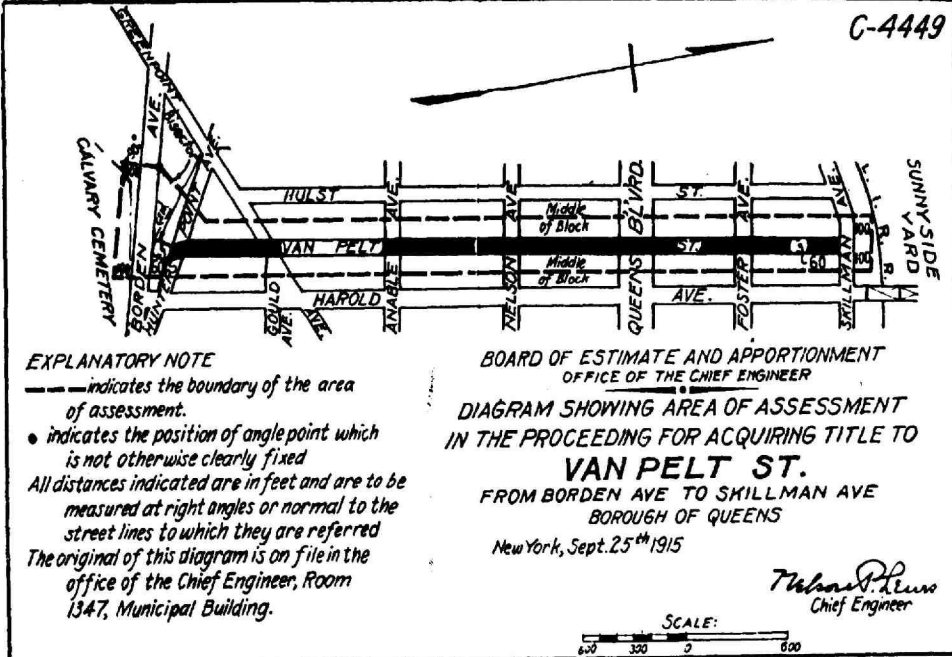 C-4449
GREENPOINT
AVE.
Bisector
CALVARY CEMETERY
BORDEN
AVE.
HUNTERS
POINT
AVE.
HULST
ST.
Middle
of Block
VAN PELT
ST.
Middle
of Block
60
HAROLD
AVE.
GOULD
AVE.
AVE.
ANABLE
AVE.
NELSON
AVE
QUEENS
BLVRD.
FOSTER
AVE.
SKILLMAN
AVE.
100
100
L. I. R. R.
SUNNYSIDE
YARD
EXPLANATORY NOTE
indicates the boundary of the area
of assessment.
indicates the position of angle point which
is not otherwise clearly fixed
All distances indicated are in feet and are to be
measured at right angles or normal to the
street lines to which they are referred
The original of this diagram is on file in the
office of the Chief Engineer, Room
1347, Municipal Building.
BOARD OF ESTIMATE AND APPORTIONMENT
OFFICE OF THE CHIEF ENGINEER
DIAGRAM SHOWING AREA OF ASSESSMENT
IN THE PROCEEDING FOR ACQUIRING TITLE TO
VAN PELT ST.
FROM BORDEN AVE TO SKILLMAN AVE
BOROUGH OF QUEENS
New York, Sept. 25th 1915
Nelson P. Lewis
Chief Engineer
SCALE:
600 300 0 600